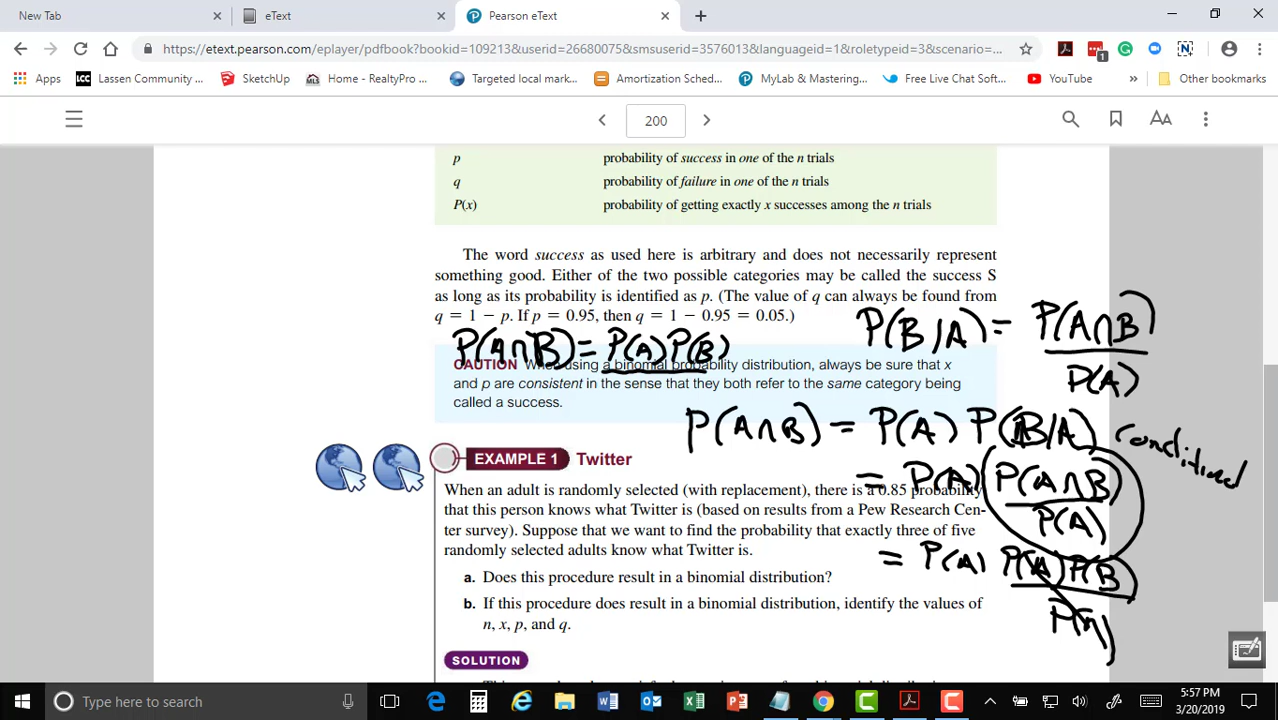 New Tab
eText
Pearson eText
https://etext.pearson.com/eplayer/pdfbook?bookid=109213&userid=26680075&smsuserid=3576013&languageid=1&roletypeid=3&scenario=...
Apps
Lassen Community ...
SketchUp
Home - RealtyPro ...
Targeted local mark...
Amortization Sched...
MyLab & Mastering...
Free Live Chat Soft...
YouTube
Other bookmarks
200
p probability of success in one of the n trials
q probability of failure in one of the n trials
P(x) probability of getting exactly x successes among the n trials
The word success as used here is arbitrary and does not necessarily represent
something good. Either of the two possible categories may be called the success S
as long as its probability is identified as p. (The value of q can always be found from
q = 1 − p. If p = 0.95, then q = 1 − 0.95 = 0.05.)
P(B/A) = P(A∩B)
P(A)
P(A∩B) = P(A) P(B)
CAUTION When using a binomial probability distribution, always be sure that x
and p are consistent in the sense that they both refer to the same category being
called a success.
P(A∩B) = P(A) P(B/A)
= P(A) P(A∩B)
P(A)
= P(A) P(A) P(B)
EXAMPLE 1 Twitter
When an adult is randomly selected (with replacement), there is a 0.85 probability
that this person knows what Twitter is (based on results from a Pew Research Cen-
ter survey). Suppose that we want to find the probability that exactly three of five
randomly selected adults know what Twitter is.
a. Does this procedure result in a binomial distribution?
b. If this procedure does result in a binomial distribution, identify the values of
n, x, p, and q.
SOLUTION
Type here to search
5:57 PM
3/20/2019